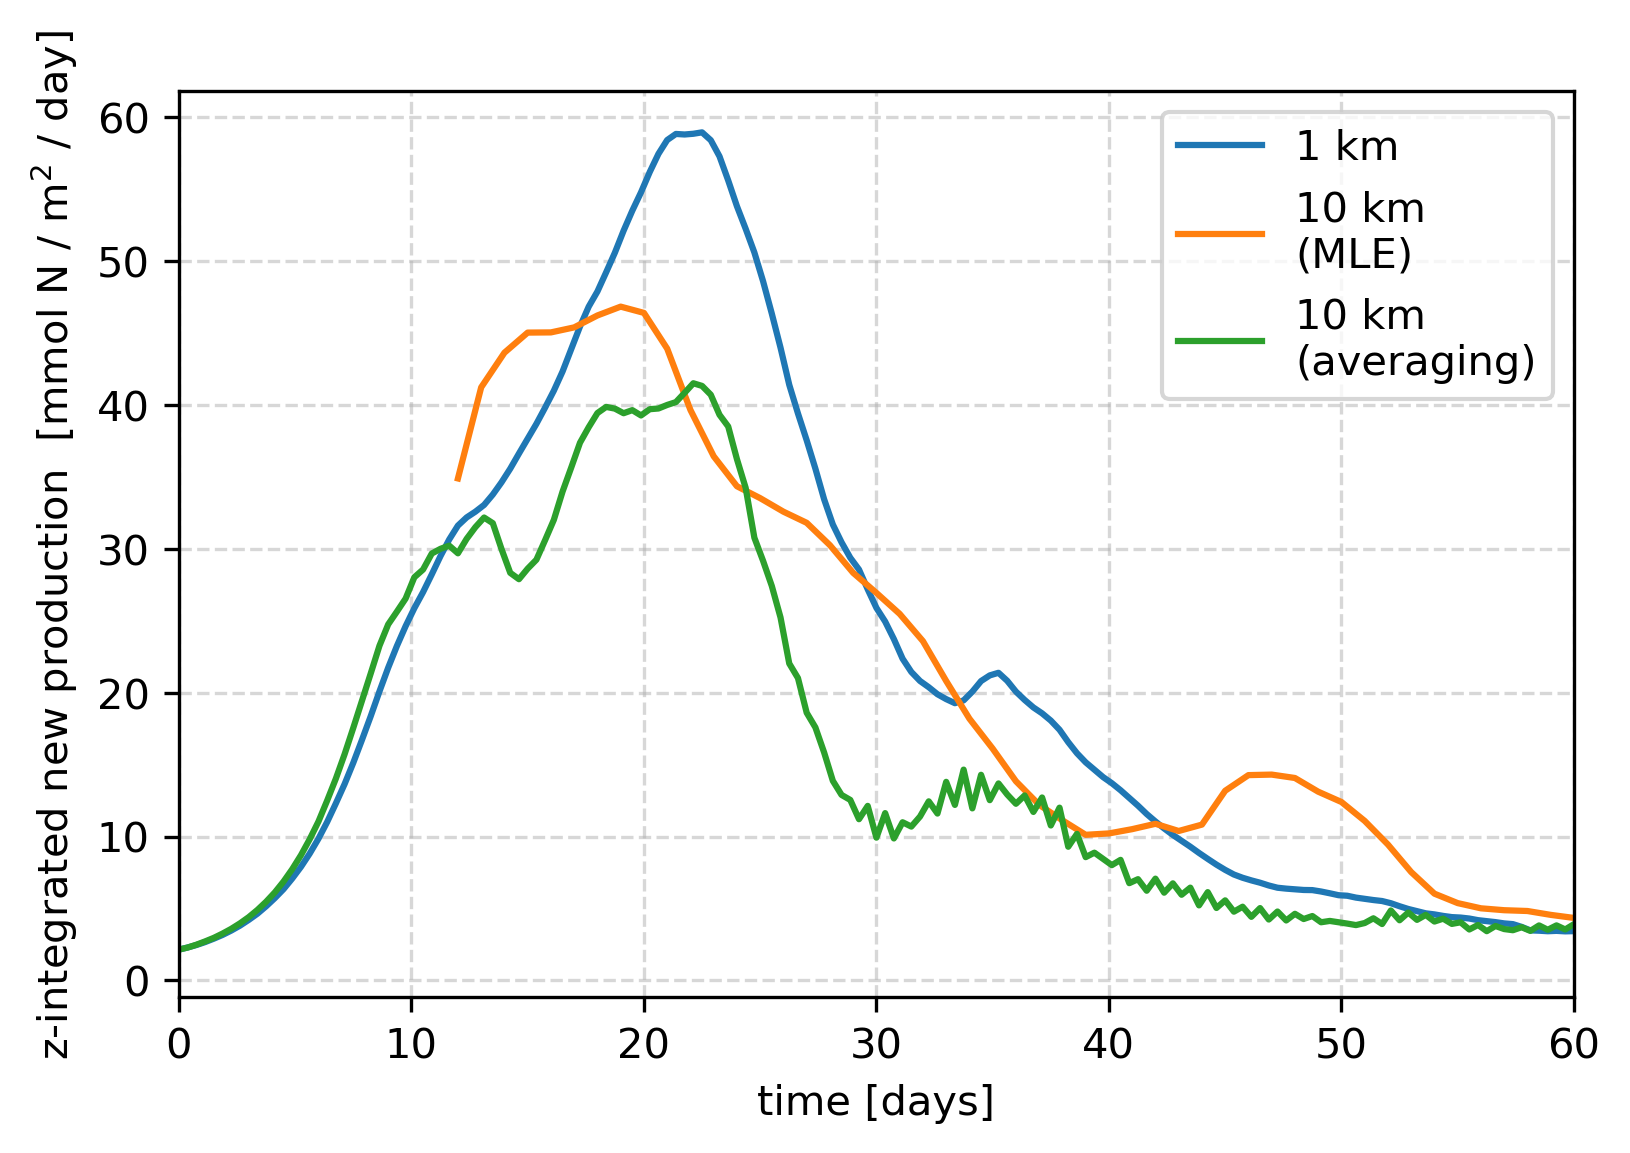 z-integrated new production [mmol N / m² / day]
60
50
40
30
20
10
0
1 km
10 km
(MLE)
10 km
(averaging)
0 10 20 30 40 50 60
time [days]